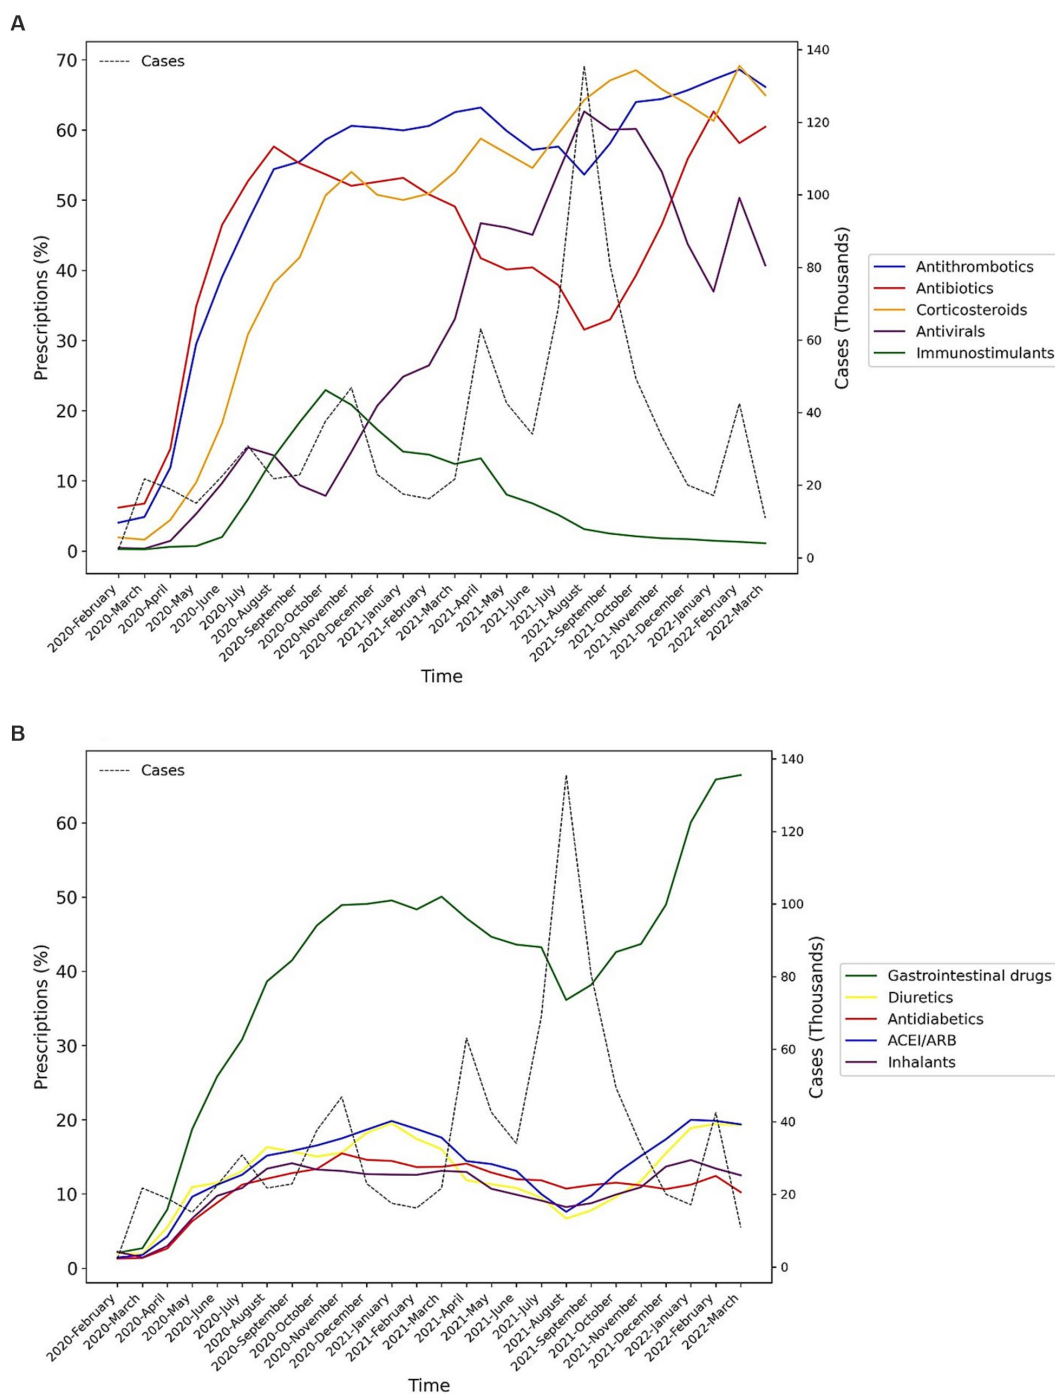 A
Cases
70
60
50
40
30
20
10
0
Prescriptions (%)
140
120
100
80
60
40
20
0
Cases (Thousands)
Antithrombotics
Antibiotics
Corticosteroids
Antivirals
Immunostimulants
2020-February
2020-March
2020-April
2020-May
2020-June
2020-July
2020-August
2020-September
2020-October
2020-November
2020-December
2021-January
2021-February
2021-March
2021-April
2021-May
2021-June
2021-July
2021-August
2021-September
2021-October
2021-November
2021-December
2022-January
2022-February
2022-March
Time
B
Cases
60
50
40
30
20
10
0
Prescriptions (%)
140
120
100
80
60
40
20
0
Cases (Thousands)
Gastrointestinal drugs
Diuretics
Antidiabetics
ACEI/ARB
Inhalants
2020-February
2020-March
2020-April
2020-May
2020-June
2020-July
2020-August
2020-September
2020-October
2020-November
2020-December
2021-January
2021-February
2021-March
2021-April
2021-May
2021-June
2021-July
2021-August
2021-September
2021-October
2021-November
2021-December
2022-January
2022-February
2022-March
Time